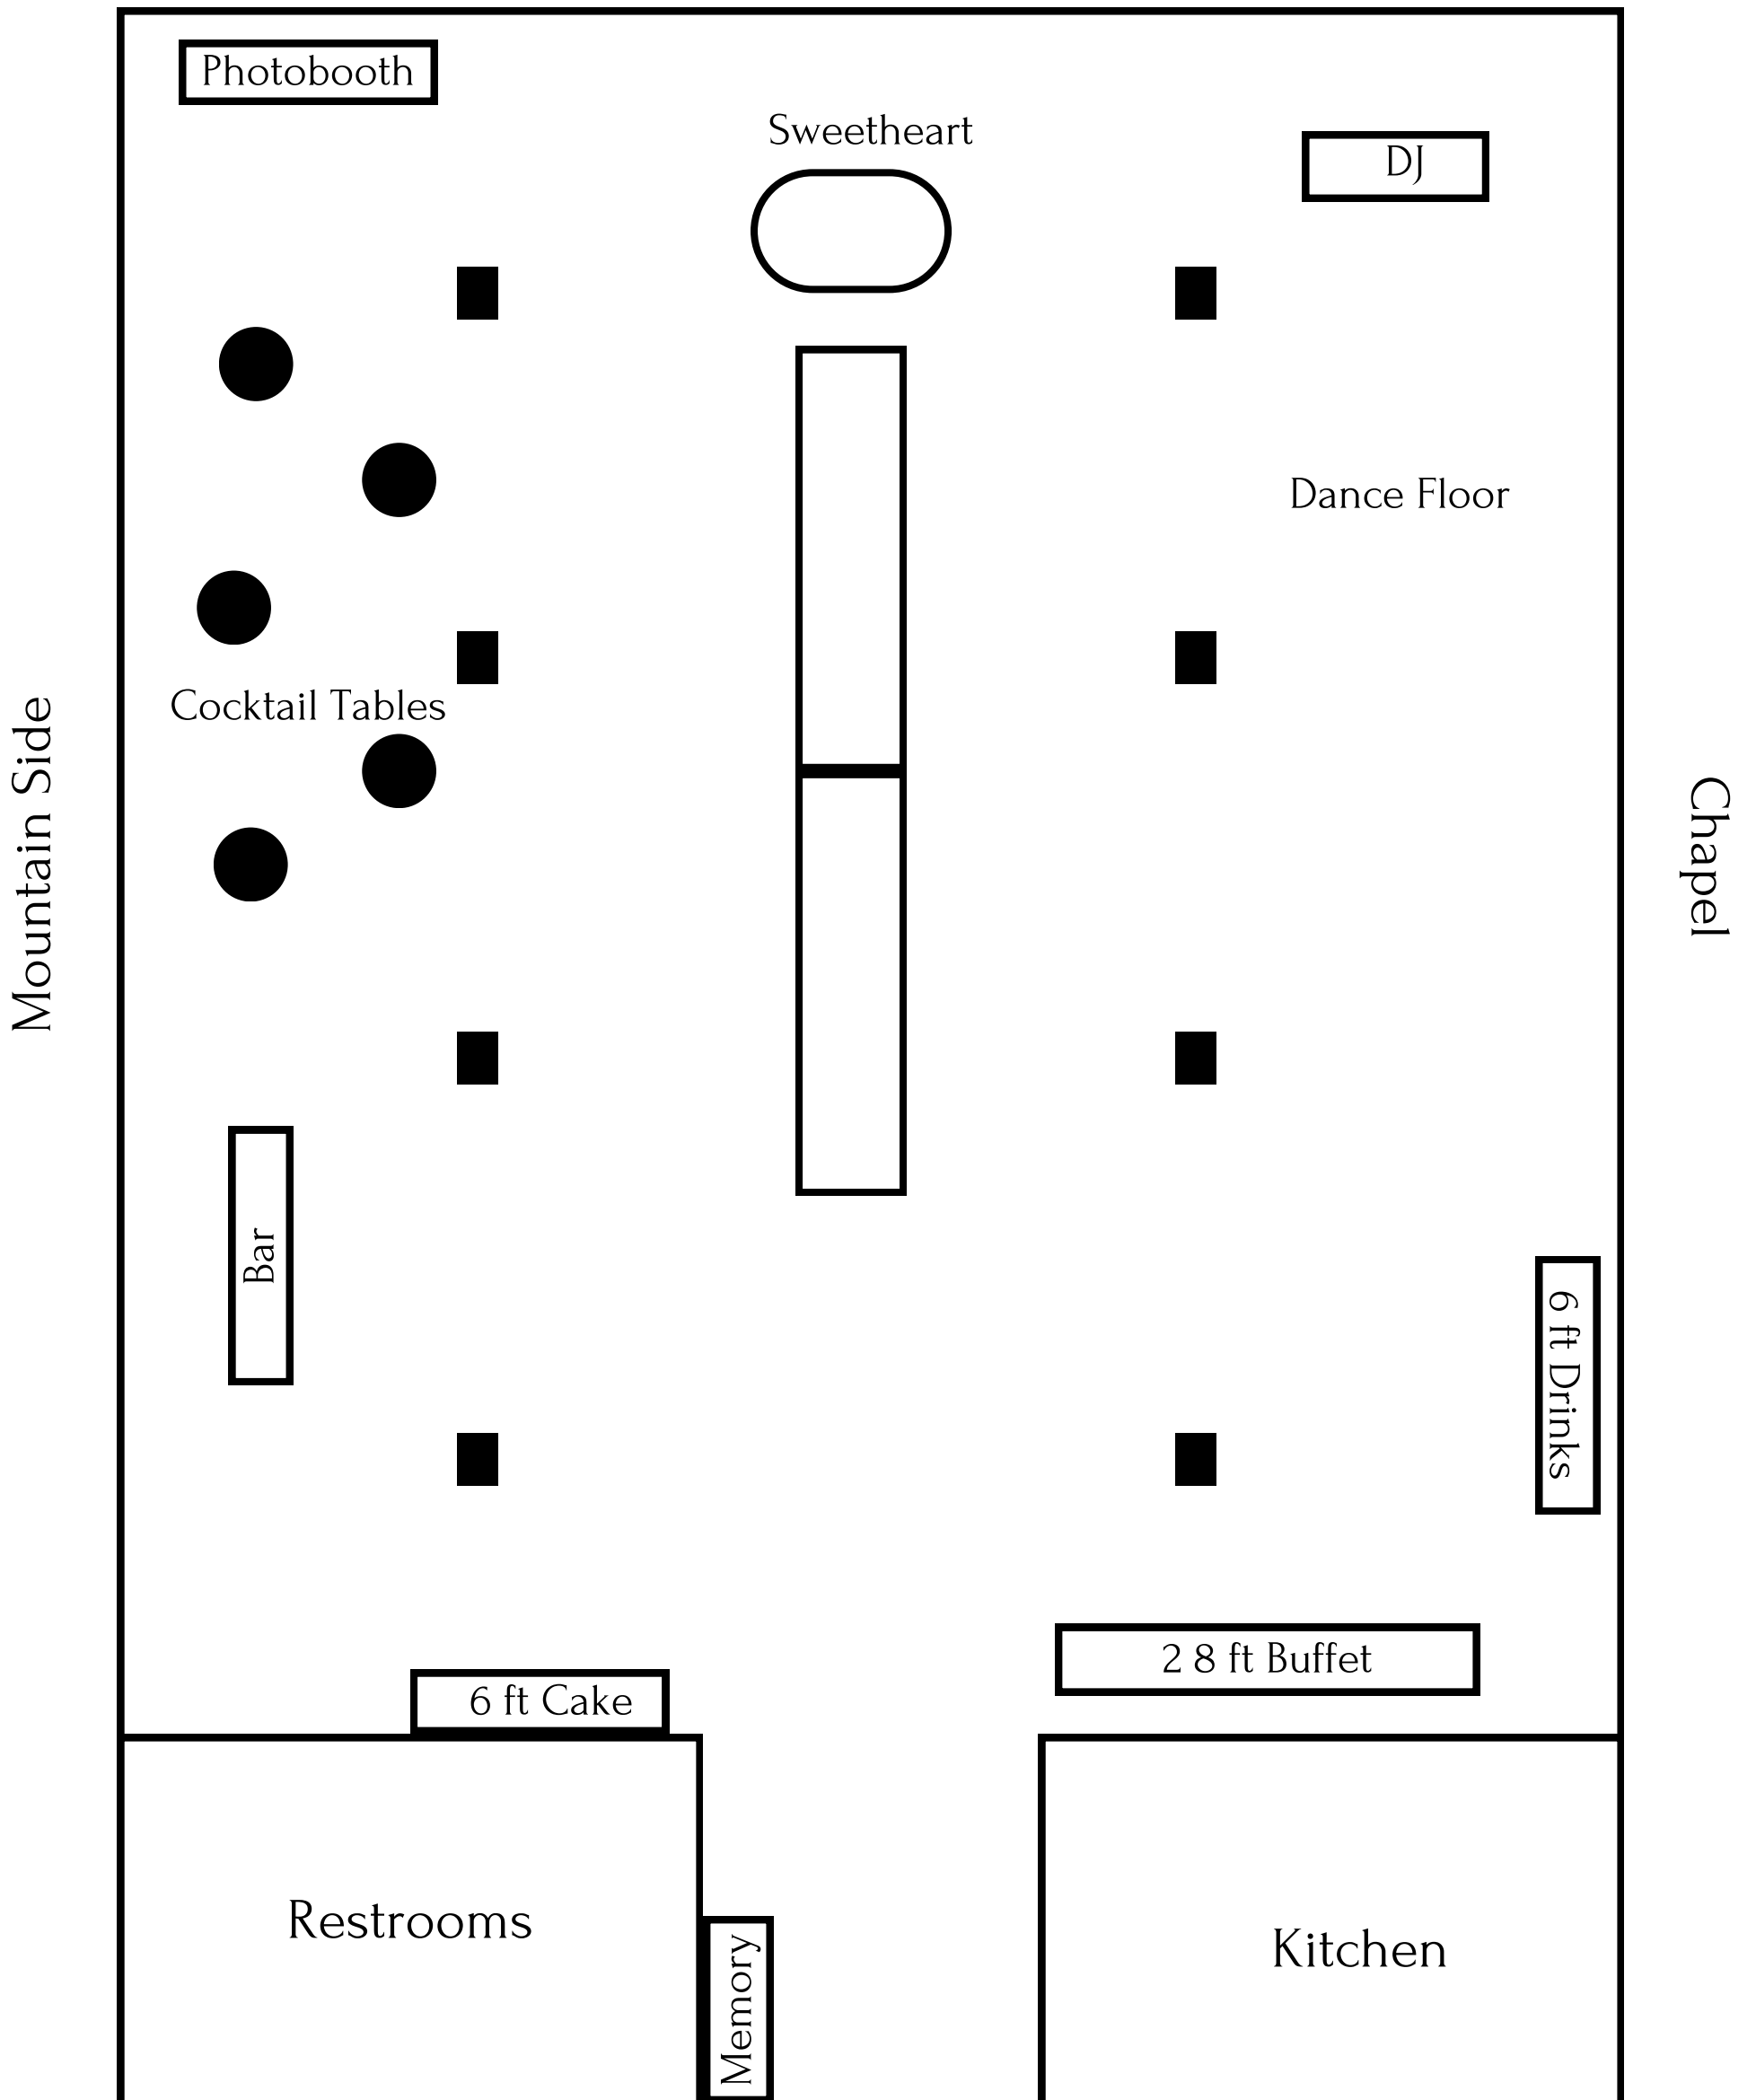 Photobooth
Sweetheart
DJ
Dance Floor
Cocktail Tables
Mountain Side
Chapel
Bar
6 ft Drinks
2 8 ft Buffet
6 ft Cake
Restrooms
Kitchen
Memory